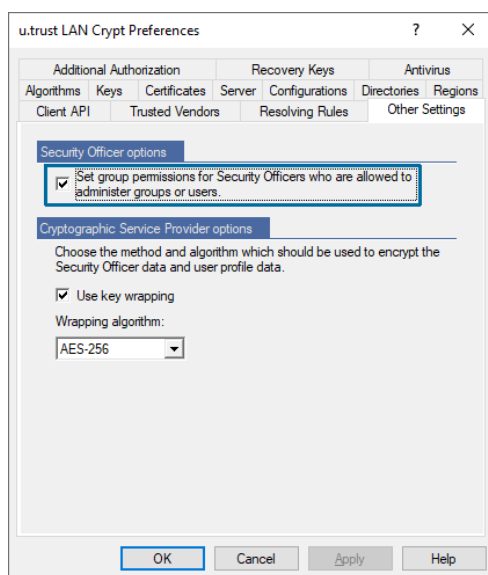 u.trust LAN Crypt Preferences
Additional Authorization Recovery Keys Antivirus
Algorithms Keys Certificates Server Configurations Directories Regions
Client API Trusted Vendors Resolving Rules Other Settings
Security Officer options
Set group permissions for Security Officers who are allowed to
administer groups or users.
Cryptographic Service Provider options
Choose the method and algorithm which should be used to encrypt the
Security Officer data and user profile data.
Use key wrapping
Wrapping algorithm:
AES-256
OK Cancel Apply Help